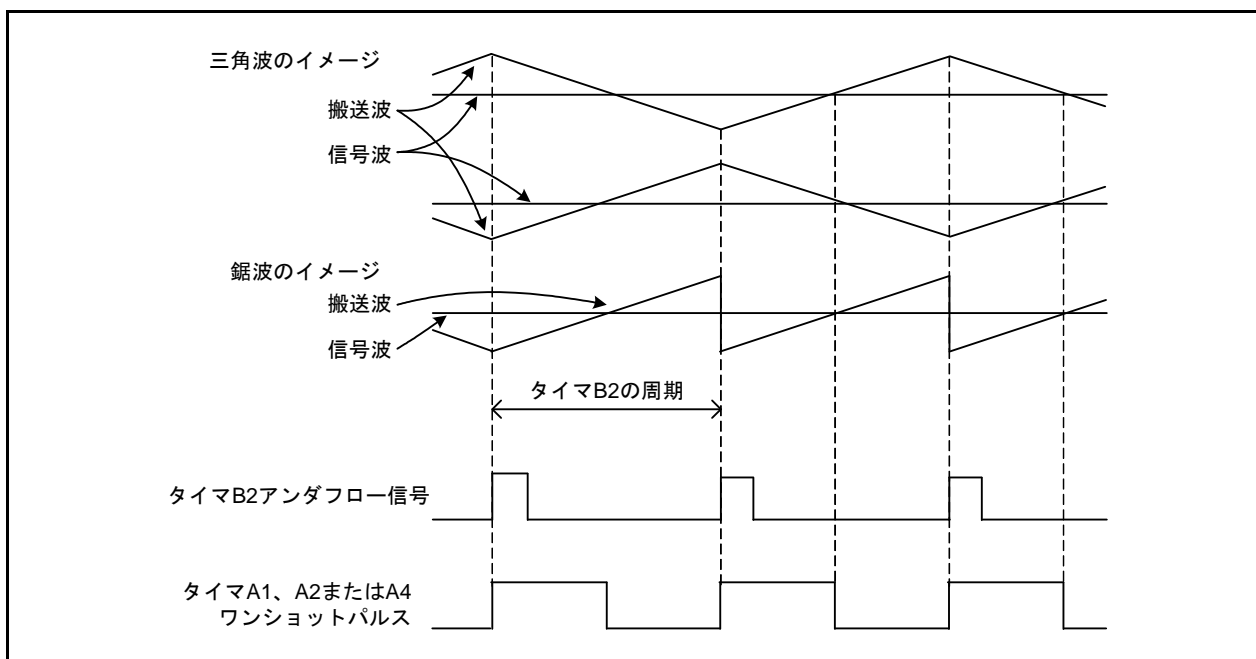 三角波のイメージ
搬送波
信号波
鋸波のイメージ
搬送波
信号波
タイマB2の周期
タイマB2アンダフロー信号
タイマA1、A2またはA4
ワンショットパルス